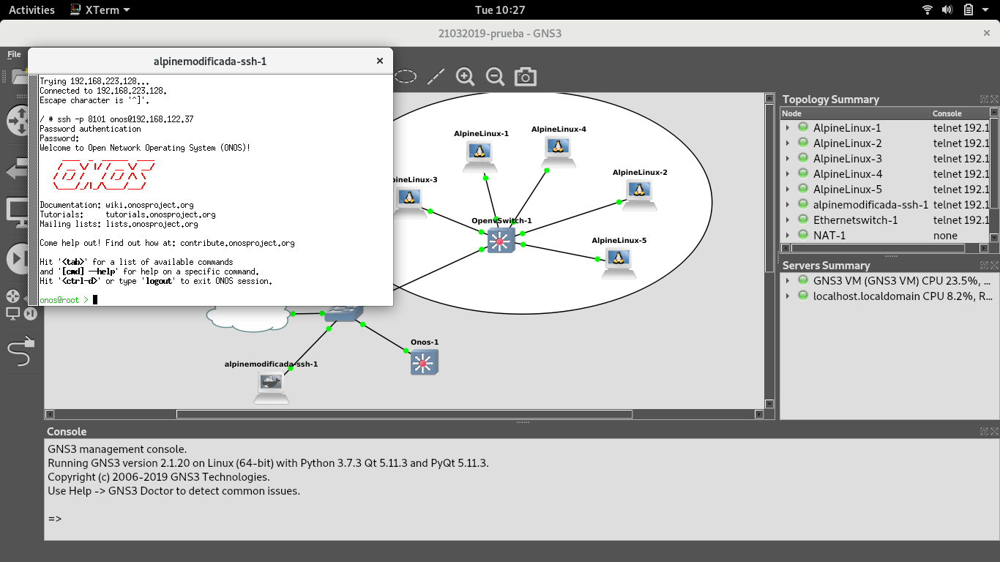 Activities XTerm Tue 10:27
21032019-prueba - GNS3
File
alpinemodificada-ssh-1
Trying 192.168.223.128...
Connected to 192.168.223.128.
Escape character is '^]'.
/ # ssh -p 8101 onos@192.168.122.37
Password authentication
Password:
Welcome to Open Network Operating System (ONOS)!
Documentation: wiki.onosproject.org
Tutorials: tutorials.onosproject.org
Mailing lists: lists.onosproject.org
Come help out! Find out how at: contribute.onosproject.org
Hit '<tab>' for a list of available commands
and '[cmd] --help' for help on a specific command.
Hit '<ctrl-d>' or type 'logout' to exit ONOS session.
onos@root >
AlpineLinux-1
AlpineLinux-4
AlpineLinux-2
pineLinux-3
OpenvSwitch-1
AlpineLinux-5
Onos-1
alpinemodificada-ssh-1
Topology Summary
Node Console
AlpineLinux-1 telnet 192.1
AlpineLinux-2 telnet 192.1
AlpineLinux-3 telnet 192.1
AlpineLinux-4 telnet 192.1
AlpineLinux-5 telnet 192.1
alpinemodificada-ssh-1 telnet 192.1
Ethernetswitch-1 telnet 192.1
NAT-1 none
Servers Summary
GNS3 VM (GNS3 VM) CPU 23.5%, ...
localhost.localdomain CPU 8.2%, R...
Console
GNS3 management console.
Running GNS3 version 2.1.20 on Linux (64-bit) with Python 3.7.3 Qt 5.11.3 and PyQt 5.11.3.
Copyright (c) 2006-2019 GNS3 Technologies.
Use Help -> GNS3 Doctor to detect common issues.
=>